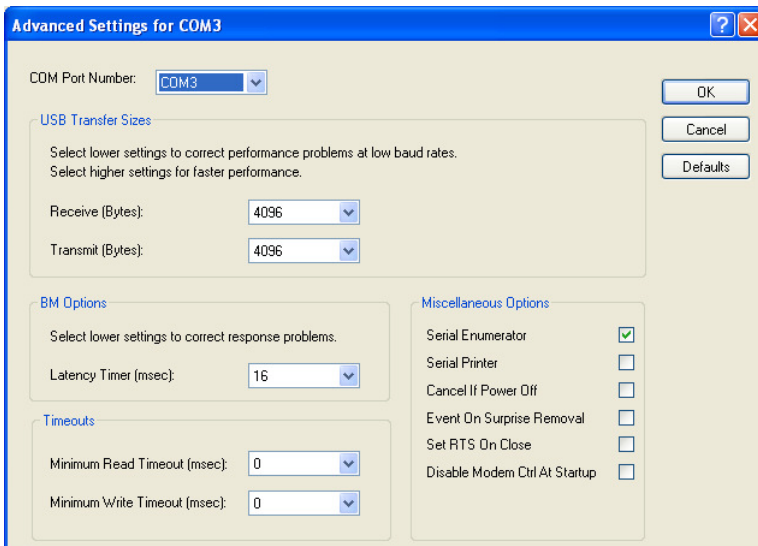 Advanced Settings for COM3
COM Port Number: COM3
OK
Cancel
Defaults
USB Transfer Sizes
Select lower settings to correct performance problems at low baud rates.
Select higher settings for faster performance.
Receive (Bytes): 4096
Transmit (Bytes): 4096
BM Options
Select lower settings to correct response problems.
Latency Timer (msec): 16
Timeouts
Minimum Read Timeout (msec): 0
Minimum Write Timeout (msec): 0
Miscellaneous Options
Serial Enumerator
Serial Printer
Cancel If Power Off
Event On Surprise Removal
Set RTS On Close
Disable Modem Ctrl At Startup